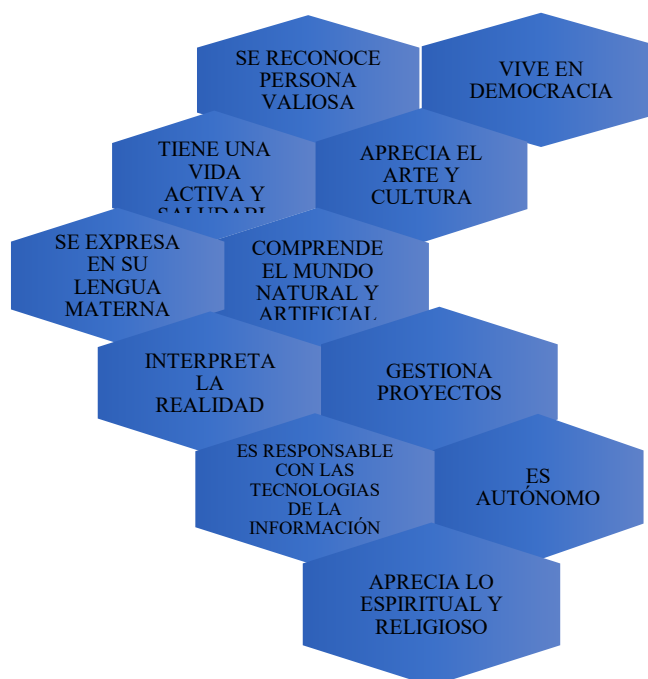 SE RECONOCE
PERSONA
VALIOSA
VIVE EN
DEMOCRACIA
TIENE UNA
VIDA
ACTIVA Y
APRECIA EL
ARTE Y
CULTURA
SE EXPRESA
EN SU
LENGUA
MATERNA
COMPRENDE
EL MUNDO
NATURAL Y
ARTIFICIAL
INTERPRETA
LA
REALIDAD
GESTIONA
PROYECTOS
ES RESPONSABLE
CON LAS
TECNOLOGIAS
DE LA
INFORMACIÓN
ES
AUTÓNOMO
APRECIA LO
ESPIRITUAL Y
RELIGIOSO